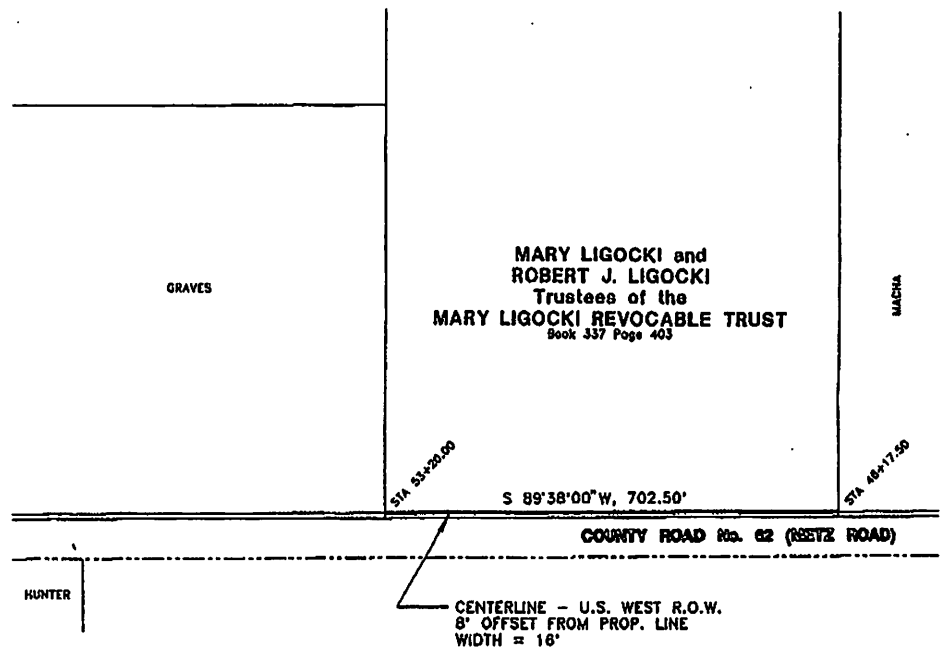 MARY LIGOCKI and
ROBERT J. LIGOCKI
Trustees of the
MARY LIGOCKI REVOCABLE TRUST
Book 337 Page 403
GRAVES
MACHA
STA 53+20.00
S 89°38'00"W, 702.50'
STA 46+17.50
COUNTY ROAD No. 62 (METZ ROAD)
HUNTER
CENTERLINE - U.S. WEST R.O.W.
8' OFFSET FROM PROP. LINE
WIDTH = 16'